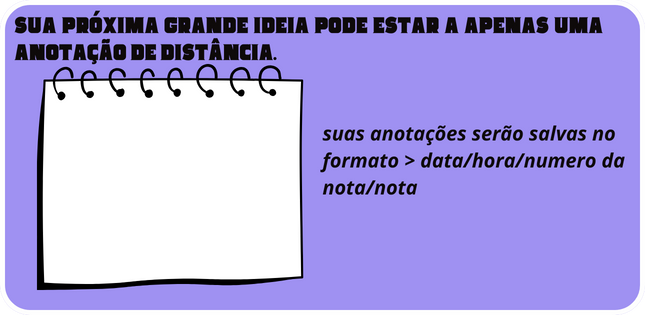 SUA PRÓXIMA GRANDE IDEIA PODE ESTAR A APENAS UMA
ANOTAÇÃO DE DISTÂNCIA.
suas anotações serão salvas no
formato > data/hora/numero da
nota/nota